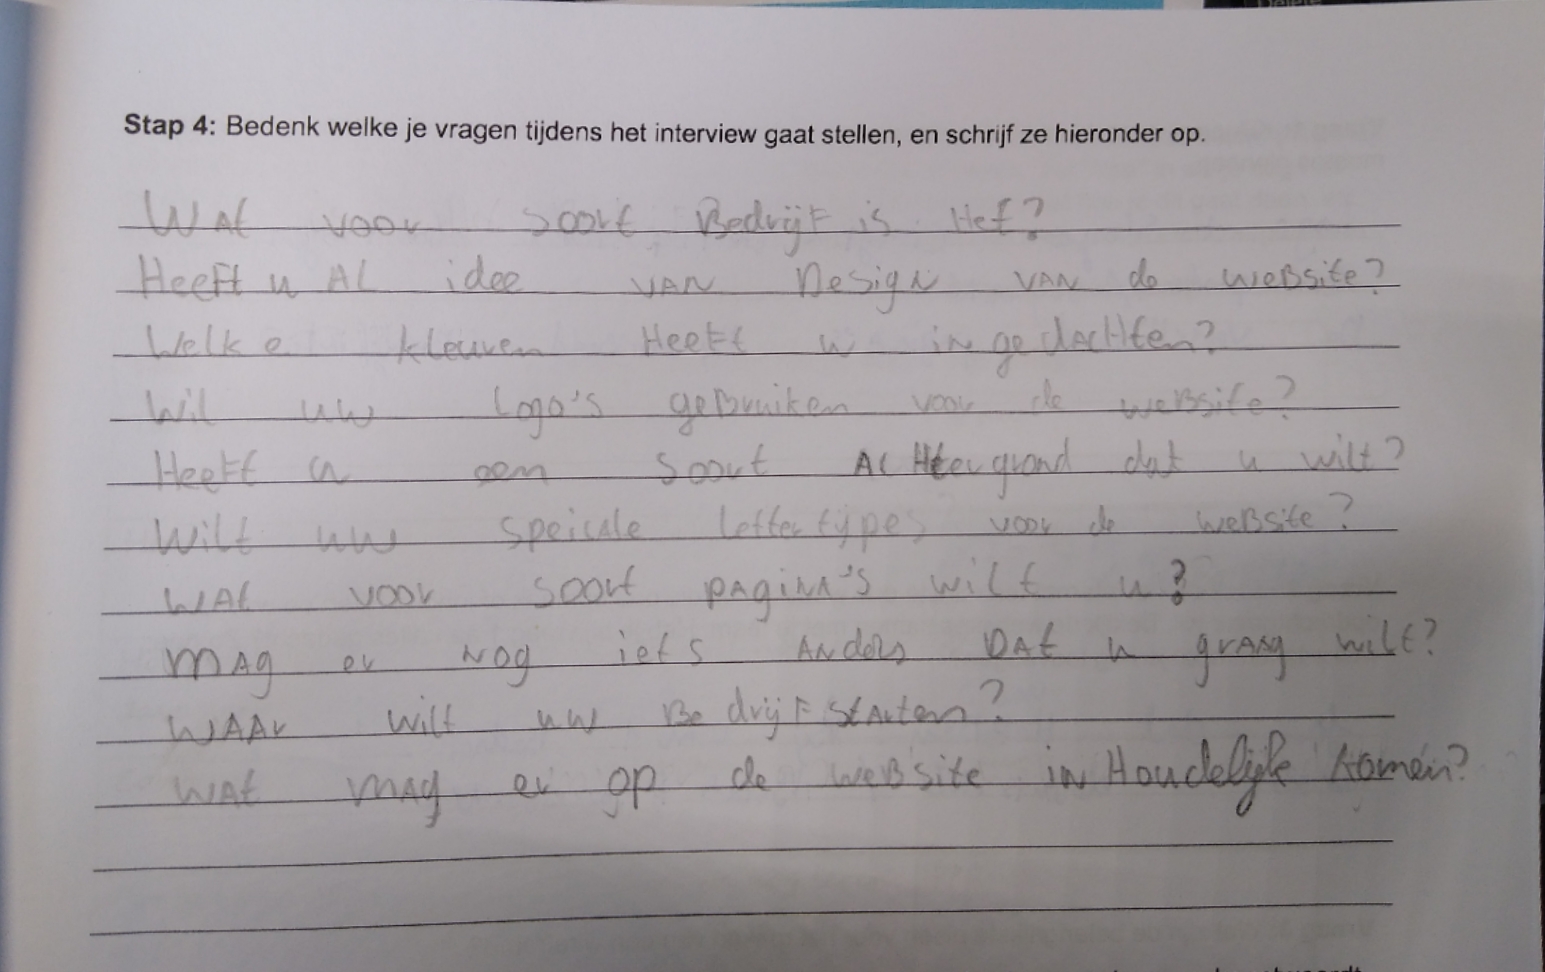 Stap 4: Bedenk welke je vragen tijdens het interview gaat stellen, en schrijf ze hieronder op.
WAt voor soort Bedrijf is Het?
Heeft u AL idee VAN Design VAN de weBsite?
Welke kleuren Heeft u in gedachten?
Wil uw Logo's geBruiken voor de weBsite?
Heeft u een soort AcHtergrond dat u wilt?
Wilt uw speicale lettertypes voor de weBsite?
WAt voor soort pAginA's wilt u?
mAg er nog iets Anders DAt u grAAg wilt?
WAAr wilt uw Bedrijf stArten?
wAt mAg er op de weBsite inHoudelijk komen?